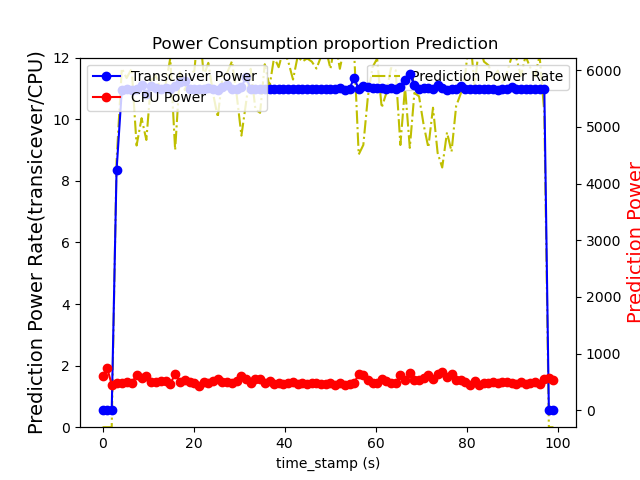 Power Consumption proportion Prediction
Transceiver Power
CPU Power
Prediction Power Rate
Prediction Power Rate(transicever/CPU)
12
10
8
6
4
2
0
6000
5000
4000
3000
2000
1000
0
Prediction Power
0 20 40 60 80 100
time_stamp (s)